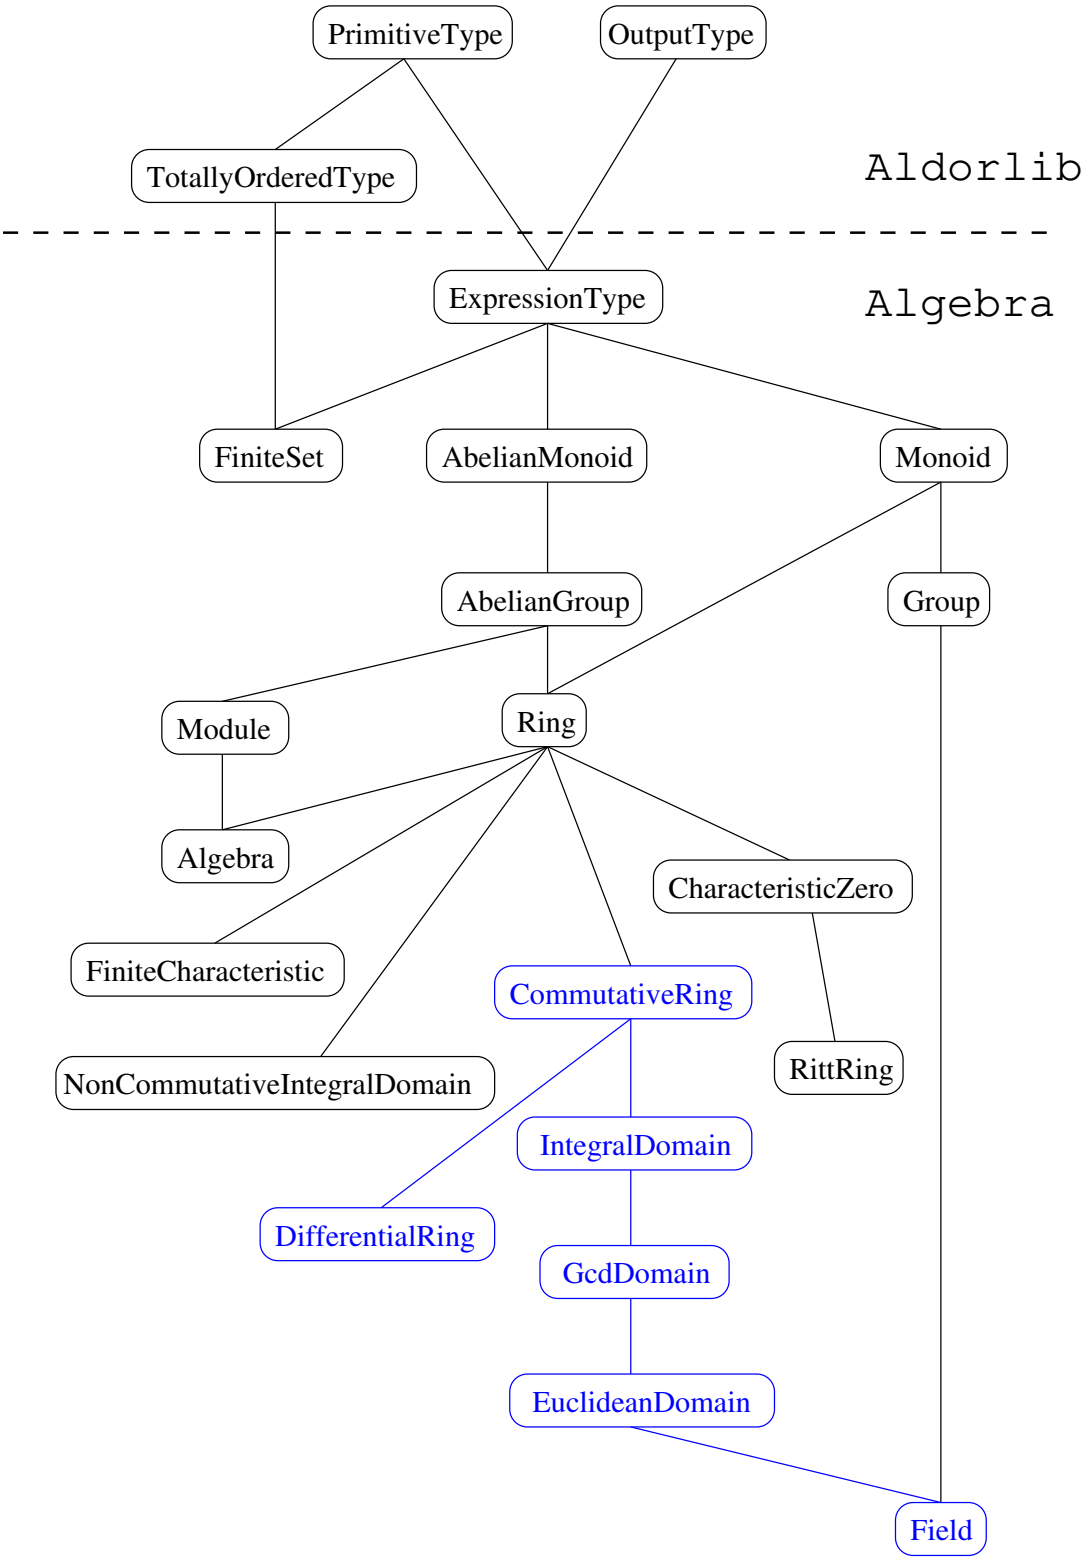 PrimitiveType
OutputType
TotallyOrderedType
Aldorlib
ExpressionType
Algebra
FiniteSet
AbelianMonoid
Monoid
AbelianGroup
Group
Module
Ring
Algebra
CharacteristicZero
FiniteCharacteristic
CommutativeRing
NonCommutativeIntegralDomain
RittRing
IntegralDomain
DifferentialRing
GcdDomain
EuclideanDomain
Field